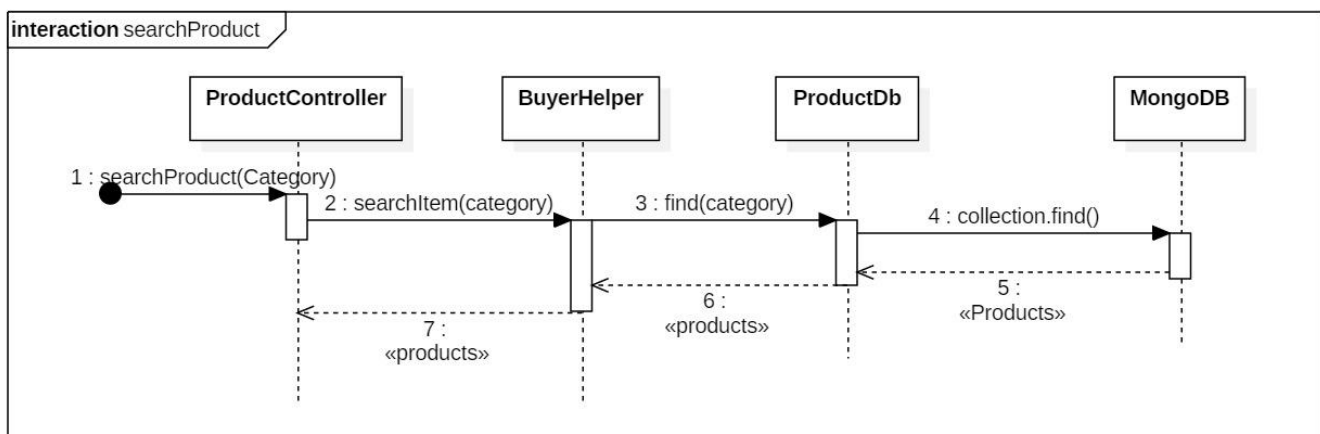 interaction searchProduct
ProductController
BuyerHelper
ProductDb
MongoDB
1 : searchProduct(Category)
2 : searchItem(category)
3 : find(category)
4 : collection.find()
5 :
«Products»
6 :
«products»
7 :
«products»